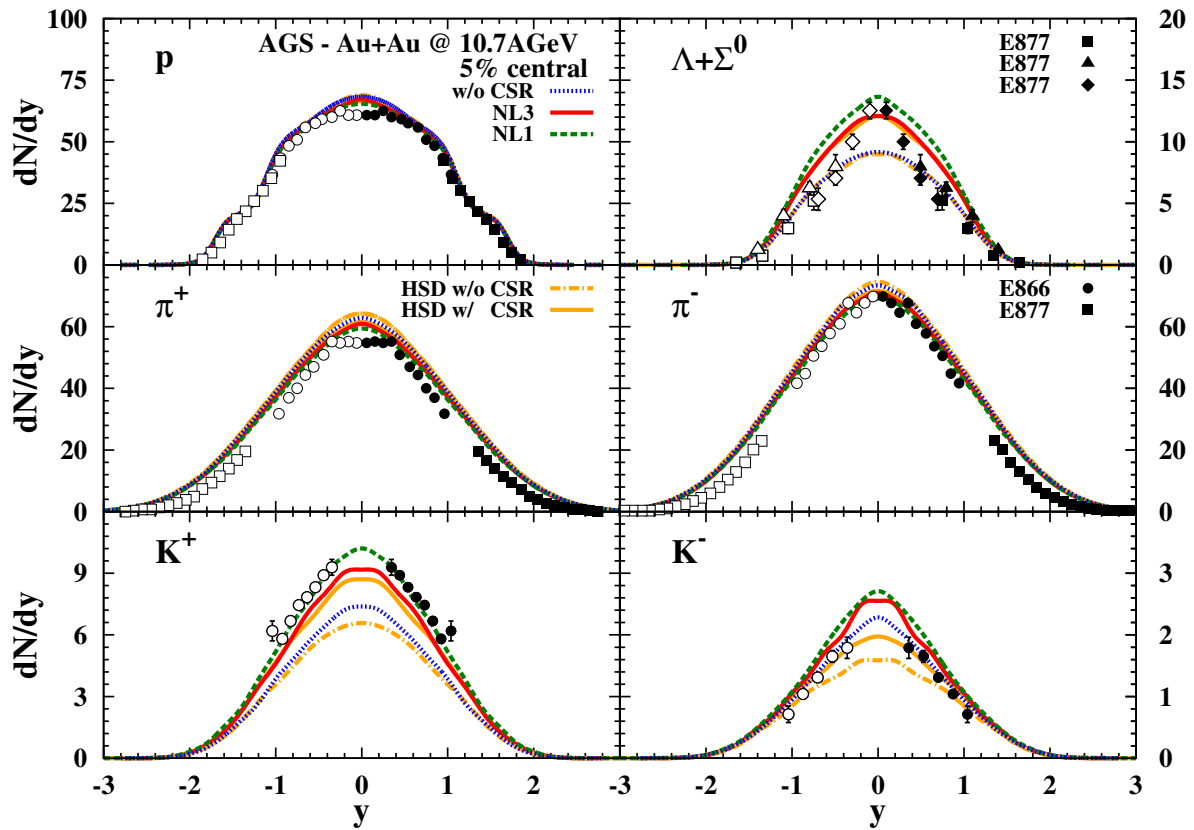 100
75
50
25
0
dN/dy
p
AGS - Au+Au @ 10.7AGeV
5% central
w/o CSR
NL3
NL1
Λ+Σ⁰
E877
E877
E877
20
15
10
5
0
60
40
20
0
dN/dy
π⁺
HSD w/o CSR
HSD w/ CSR
π⁻
E866
E877
60
40
20
0
9
6
3
0
dN/dy
K⁺
K⁻
3
2
1
0
-3 -2 -1 0 1 2 -3 -2 -1 0 1 2 3
y y